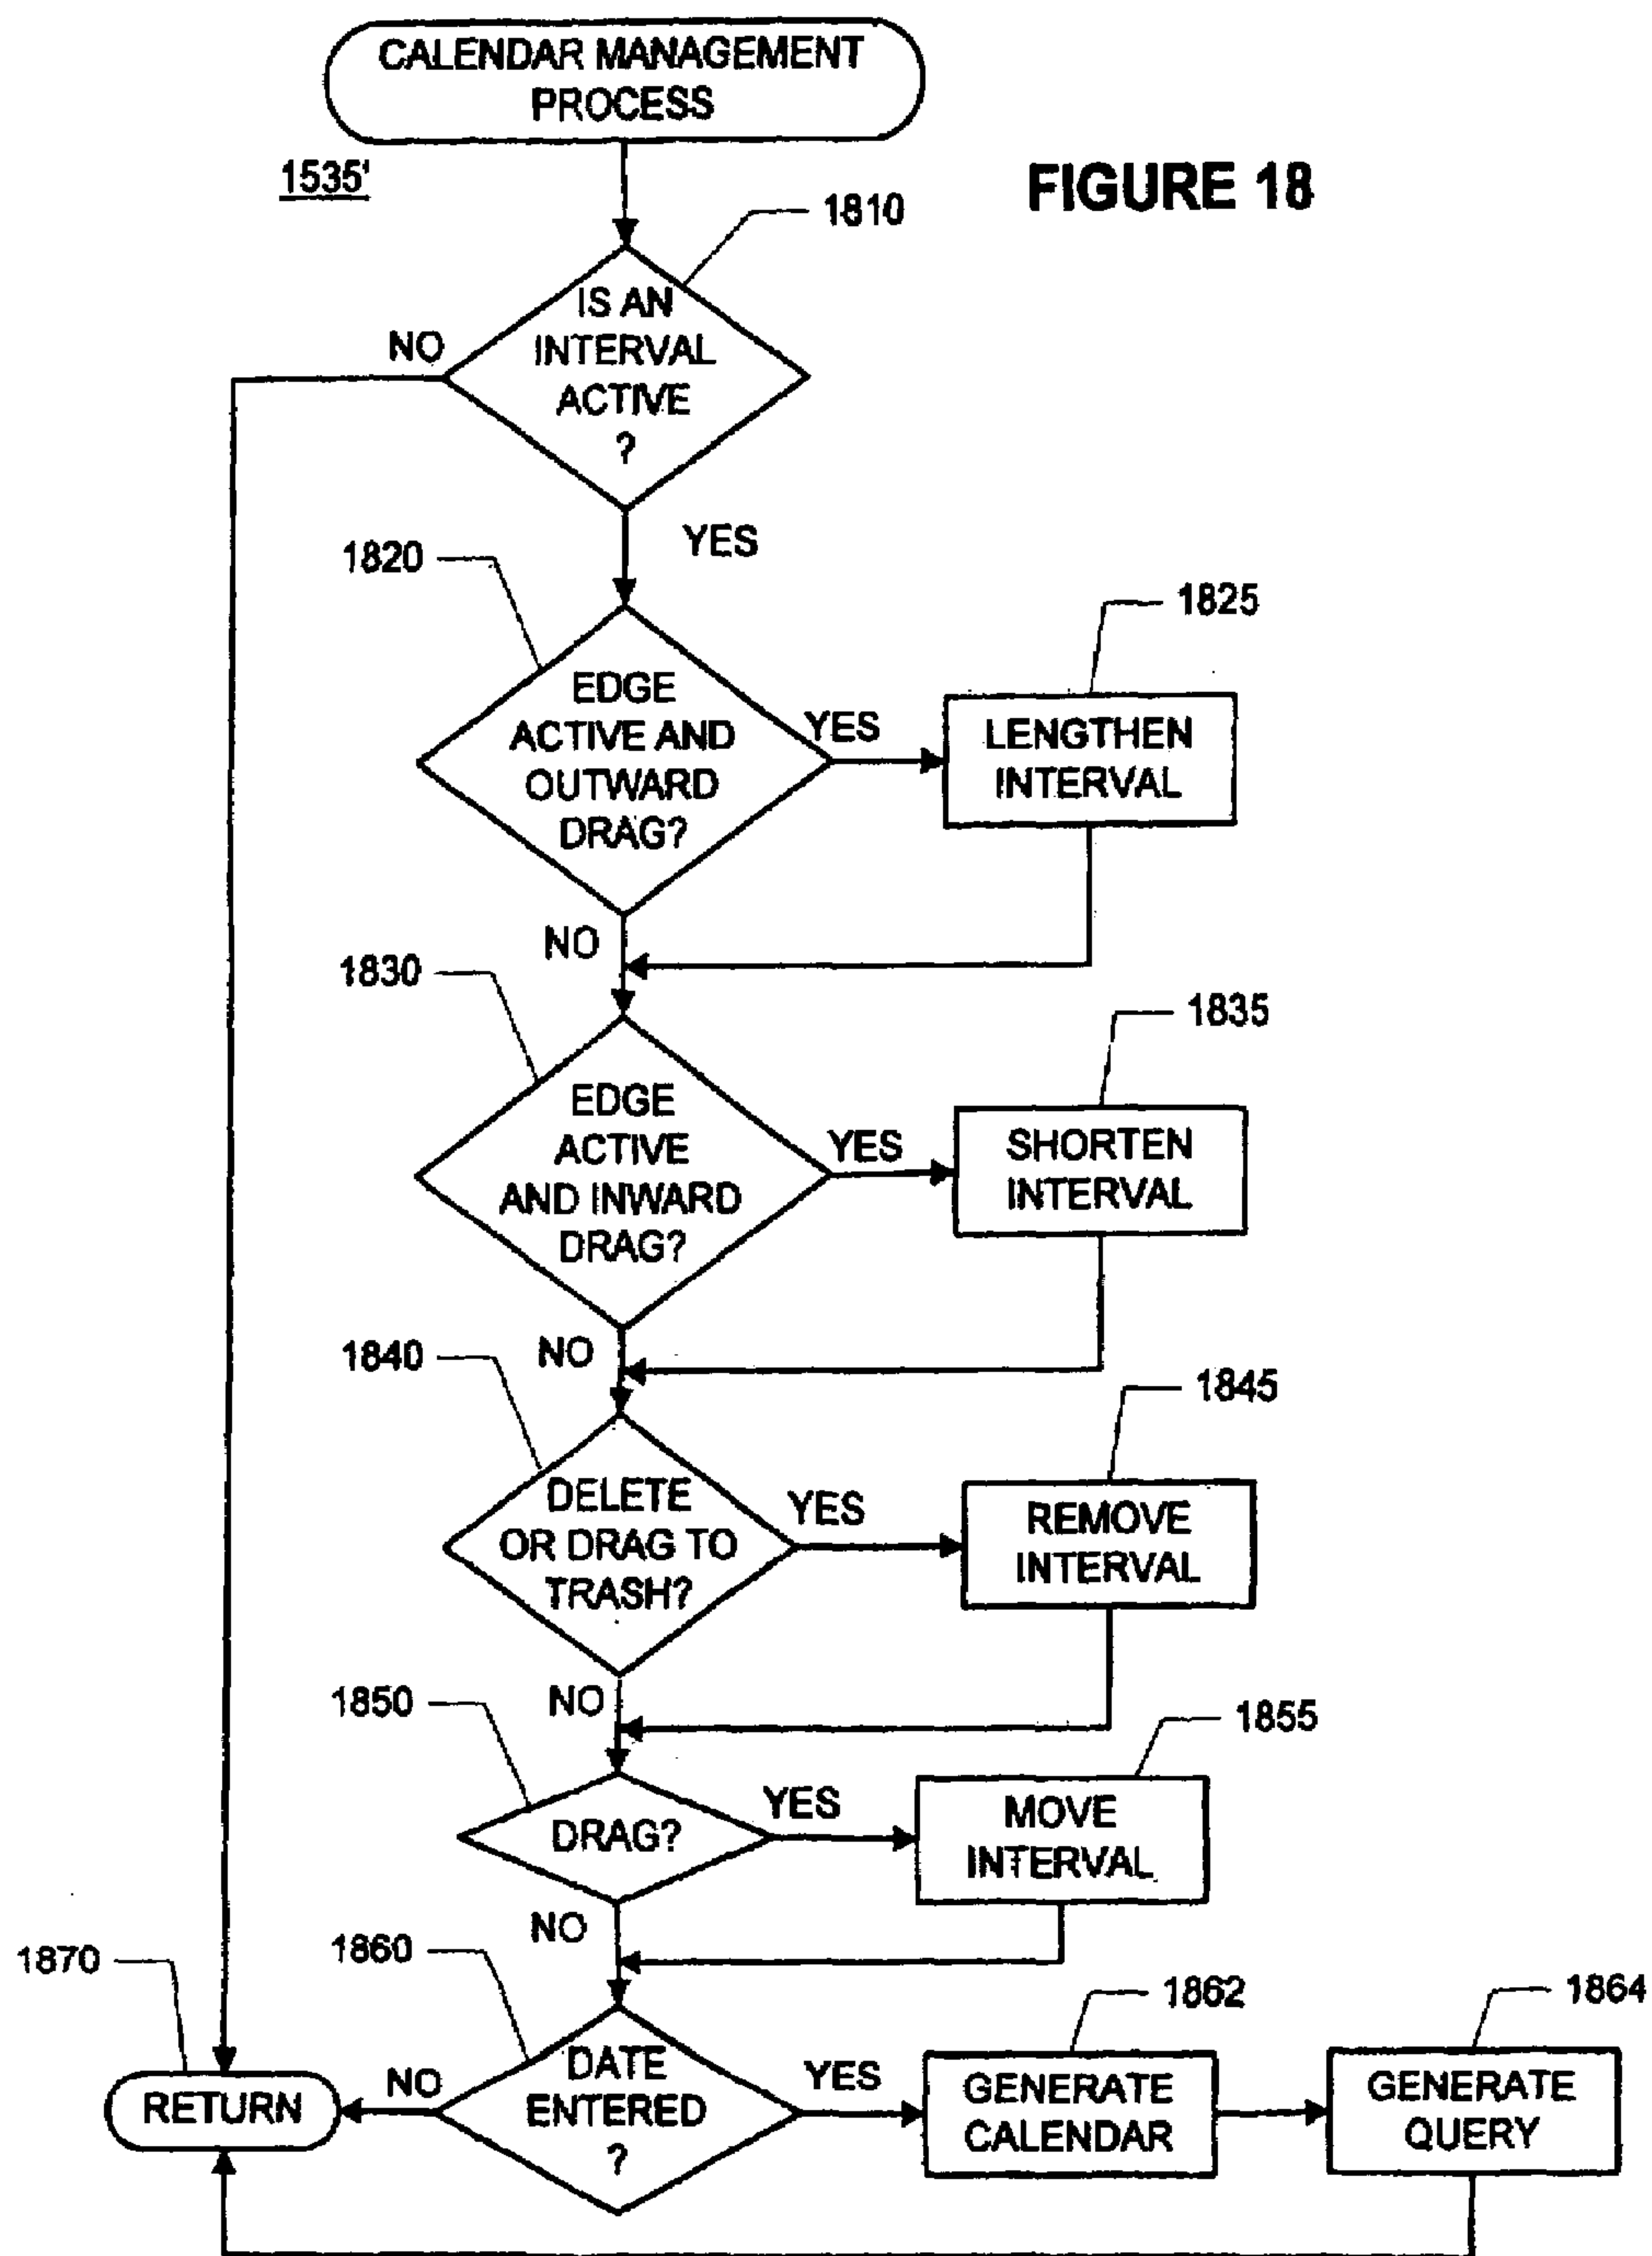 CALENDAR MANAGEMENT
PROCESS
1535'
FIGURE 18
1810
IS AN
INTERVAL
ACTIVE
?
NO
YES
1820
EDGE
ACTIVE AND
OUTWARD
DRAG?
YES
1825
LENGTHEN
INTERVAL
NO
1830
EDGE
ACTIVE
AND INWARD
DRAG?
YES
1835
SHORTEN
INTERVAL
NO
1840
DELETE
OR DRAG TO
TRASH?
YES
1845
REMOVE
INTERVAL
NO
1850
DRAG?
YES
1855
MOVE
INTERVAL
NO
1860
DATE
ENTERED
?
YES
1862
GENERATE
CALENDAR
1864
GENERATE
QUERY
NO
1870
RETURN